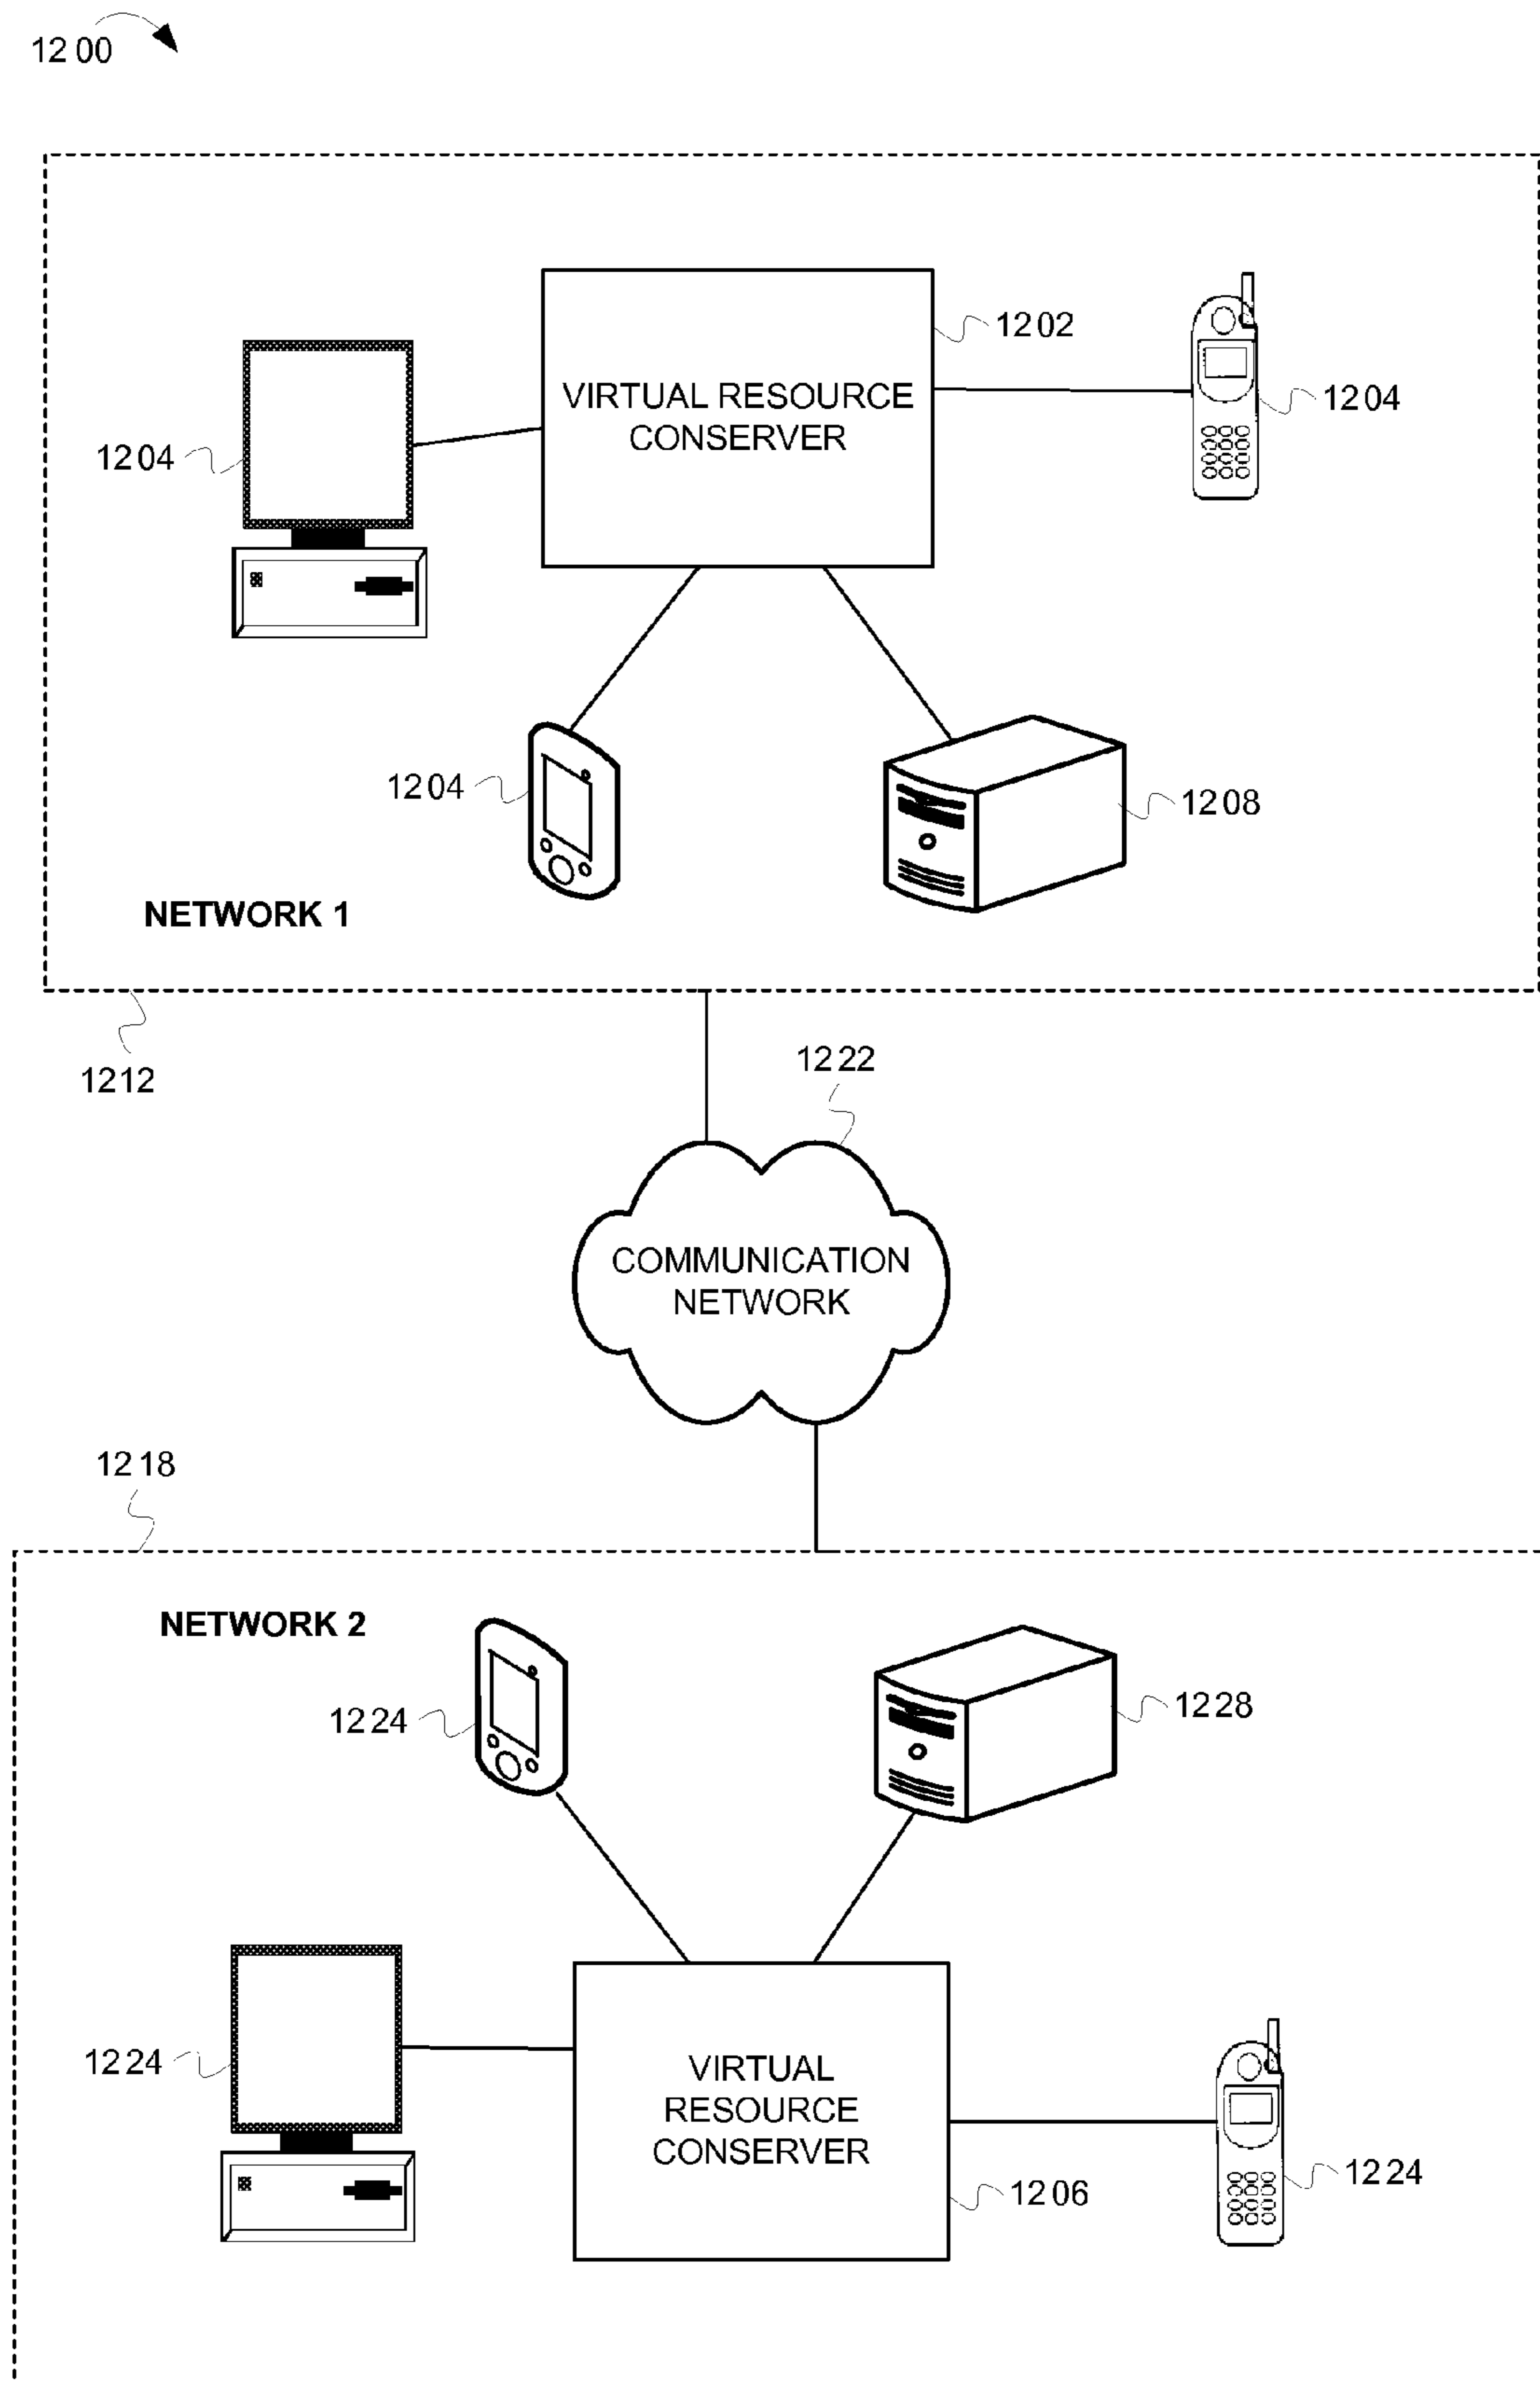 1200
1202
VIRTUAL RESOURCE
CONSERVER
1204
1204
1204
1208
NETWORK 1
1212
1222
COMMUNICATION
NETWORK
1218
NETWORK 2
1224
1228
1224
VIRTUAL
RESOURCE
CONSERVER
1224
1206